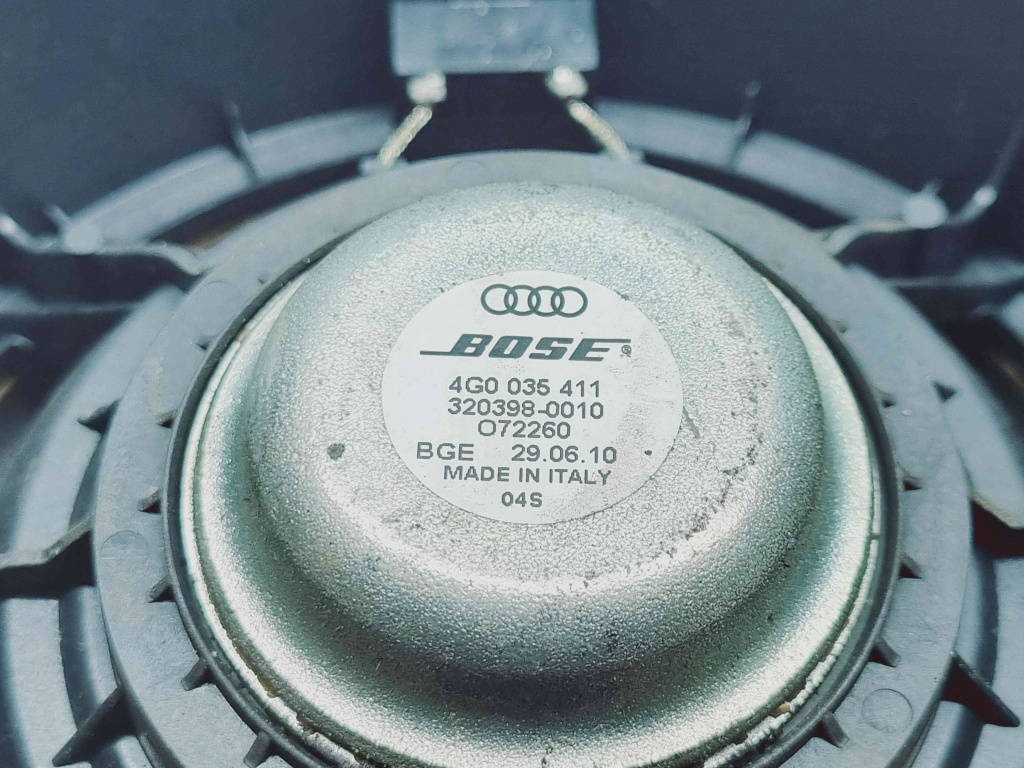 BOSE®
4G0 035 411
320398-0010
O72260
BGE 29.06.10
MADE IN ITALY
04S